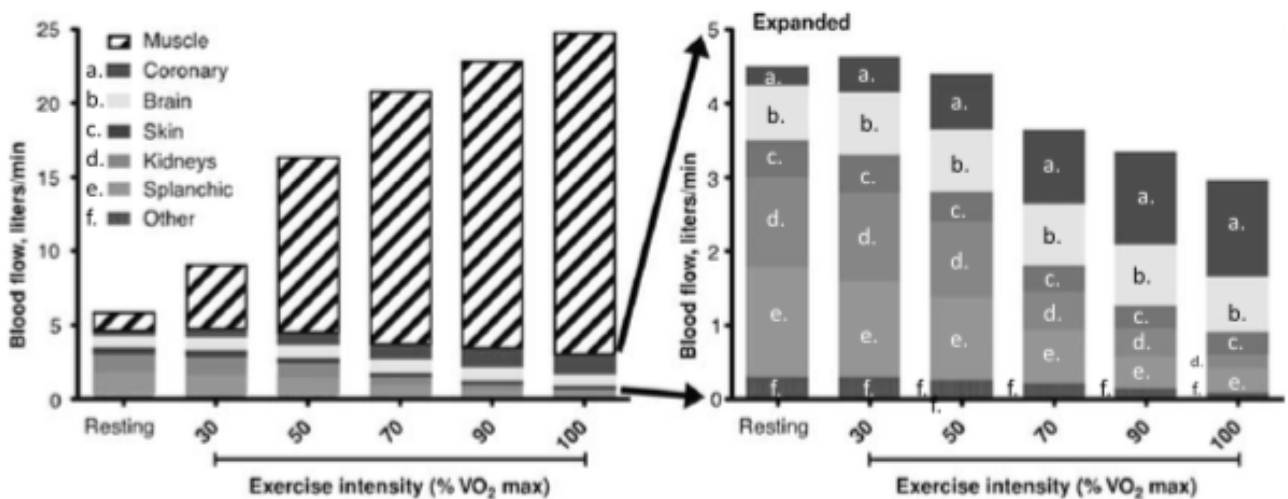 Blood flow, liters/min
25
20
15
10
5
0
Muscle
a. Coronary
b. Brain
c. Skin
d. Kidneys
e. Splanchic
f. Other
Resting
30
50
70
90
100
Exercise intensity (% VO2 max)
Expanded
Blood flow, liters/min
5
4
3
2
1
0
a.
b.
c.
d.
e.
f.
a.
b.
c.
d.
e.
f.
a.
b.
c.
d.
e.
f.
f.
a.
b.
c.
d.
e.
f.
a.
b.
c.
d.
e.
f.
a.
b.
c.
d.
e.
f.
Resting
30
50
70
90
100
Exercise intensity (% VO2 max)